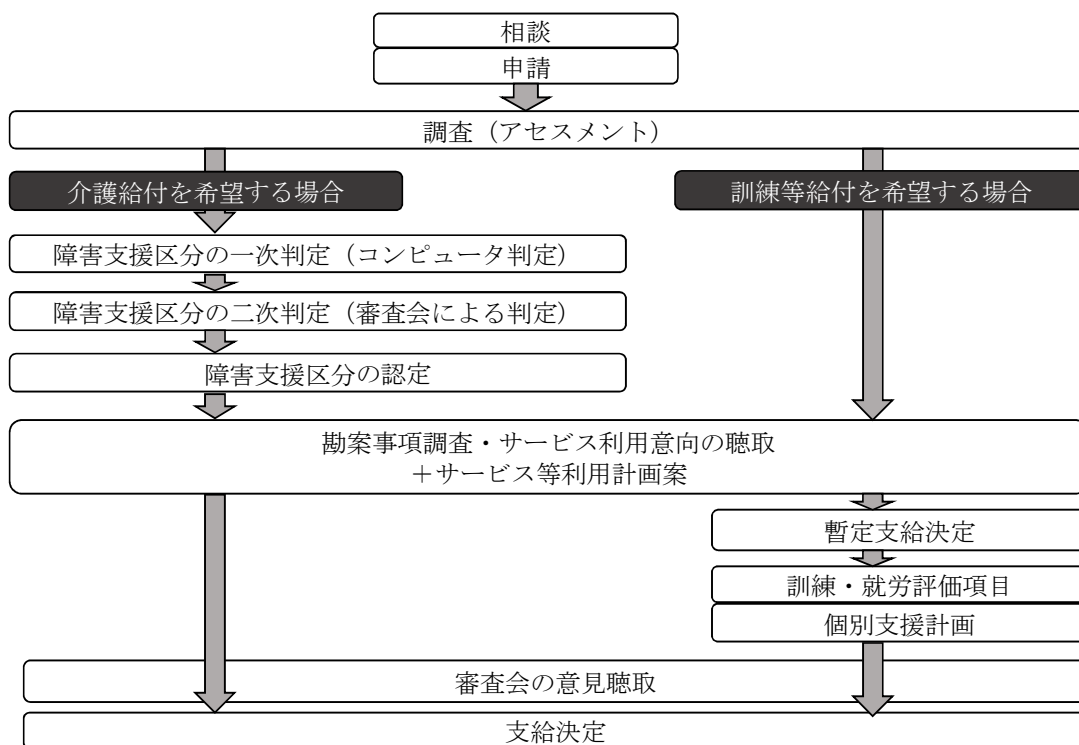 相談
申請
調査（アセスメント）
介護給付を希望する場合
訓練等給付を希望する場合
障害支援区分の一次判定（コンピュータ判定）
障害支援区分の二次判定（審査会による判定）
障害支援区分の認定
勘案事項調査・サービス利用意向の聴取
＋サービス等利用計画案
暫定支給決定
訓練・就労評価項目
個別支援計画
審査会の意見聴取
支給決定